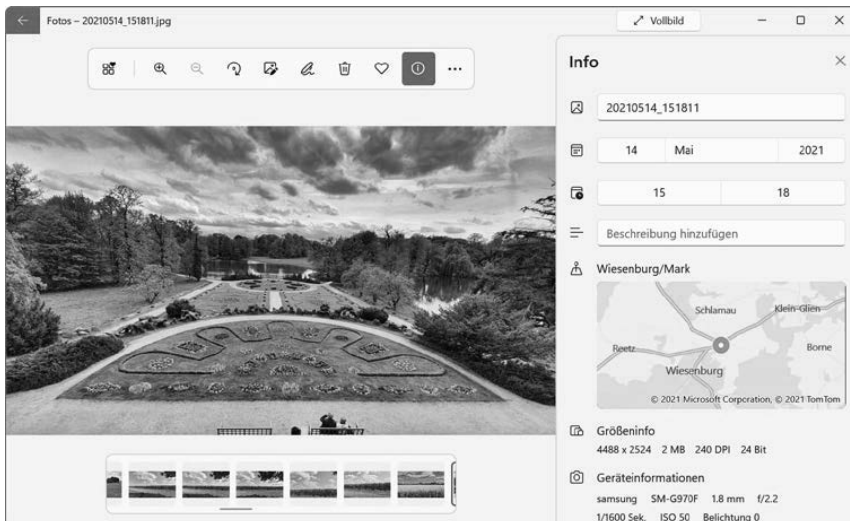 Fotos – 20210514_151811.jpg
Vollbild
Info
20210514_151811
14 Mai 2021
15 18
Beschreibung hinzufügen
Wiesenburg/Mark
Schlamau Klein-Glien
Reetz Borne
Wiesenburg
© 2021 Microsoft Corporation, © 2021 TomTom
Größeninfo
4488 x 2524 2 MB 240 DPI 24 Bit
Geräteinformationen
samsung SM-G970F 1.8 mm f/2.2
1/1600 Sek. ISO 50 Belichtung 0